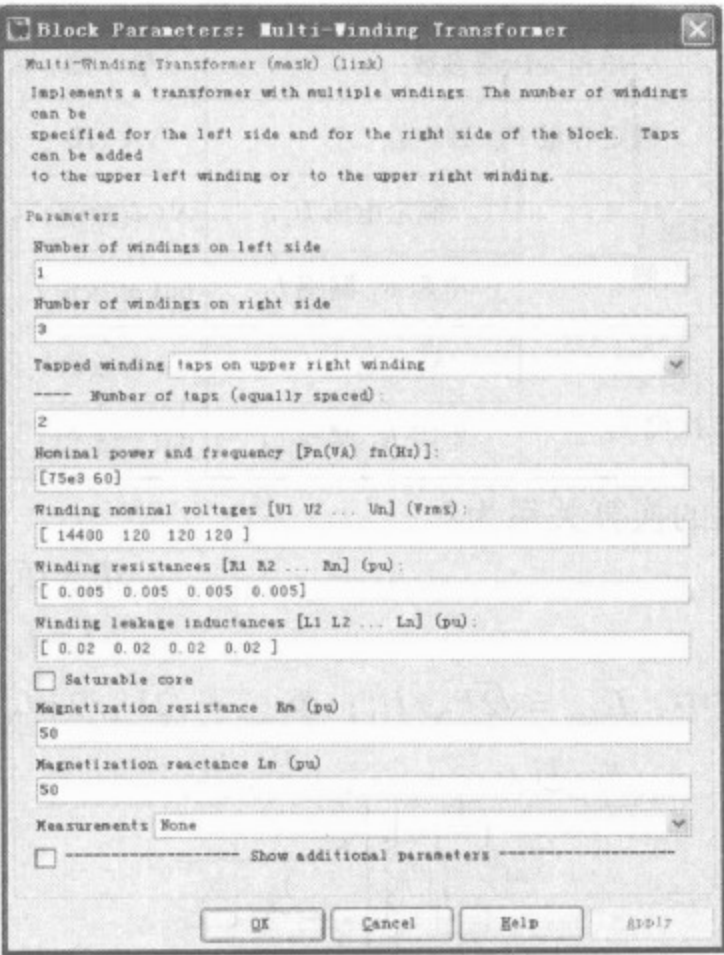 Block Parameters: Multi-Winding Transformer
Multi-Winding Transformer (mask) (link)
Implements a transformer with multiple windings. The number of windings
can be
specified for the left side and for the right side of the block.  Taps
can be added
to the upper left winding or  to the upper right winding.
Parameters
Number of windings on left side
1
Number of windings on right side
3
Tapped winding taps on upper right winding
---- Number of taps (equally spaced):
2
Nominal power and frequency [Pn(VA) fn(Hz)]:
[75e3 60]
Winding nominal voltages [U1 U2 ... Un] (Vrms):
[ 14400  120  120 120 ]
Winding resistances [R1 R2 ... Rn] (pu):
[ 0.005  0.005  0.005  0.005]
Winding leakage inductances [L1 L2 ... Ln] (pu):
[ 0.02  0.02  0.02  0.02 ]
Saturable core
Magnetization resistance  Rm (pu)
50
Magnetization reactance Lm (pu)
50
Measurements None
-------------------- Show additional parameters --------------------
OK Cancel Help Apply